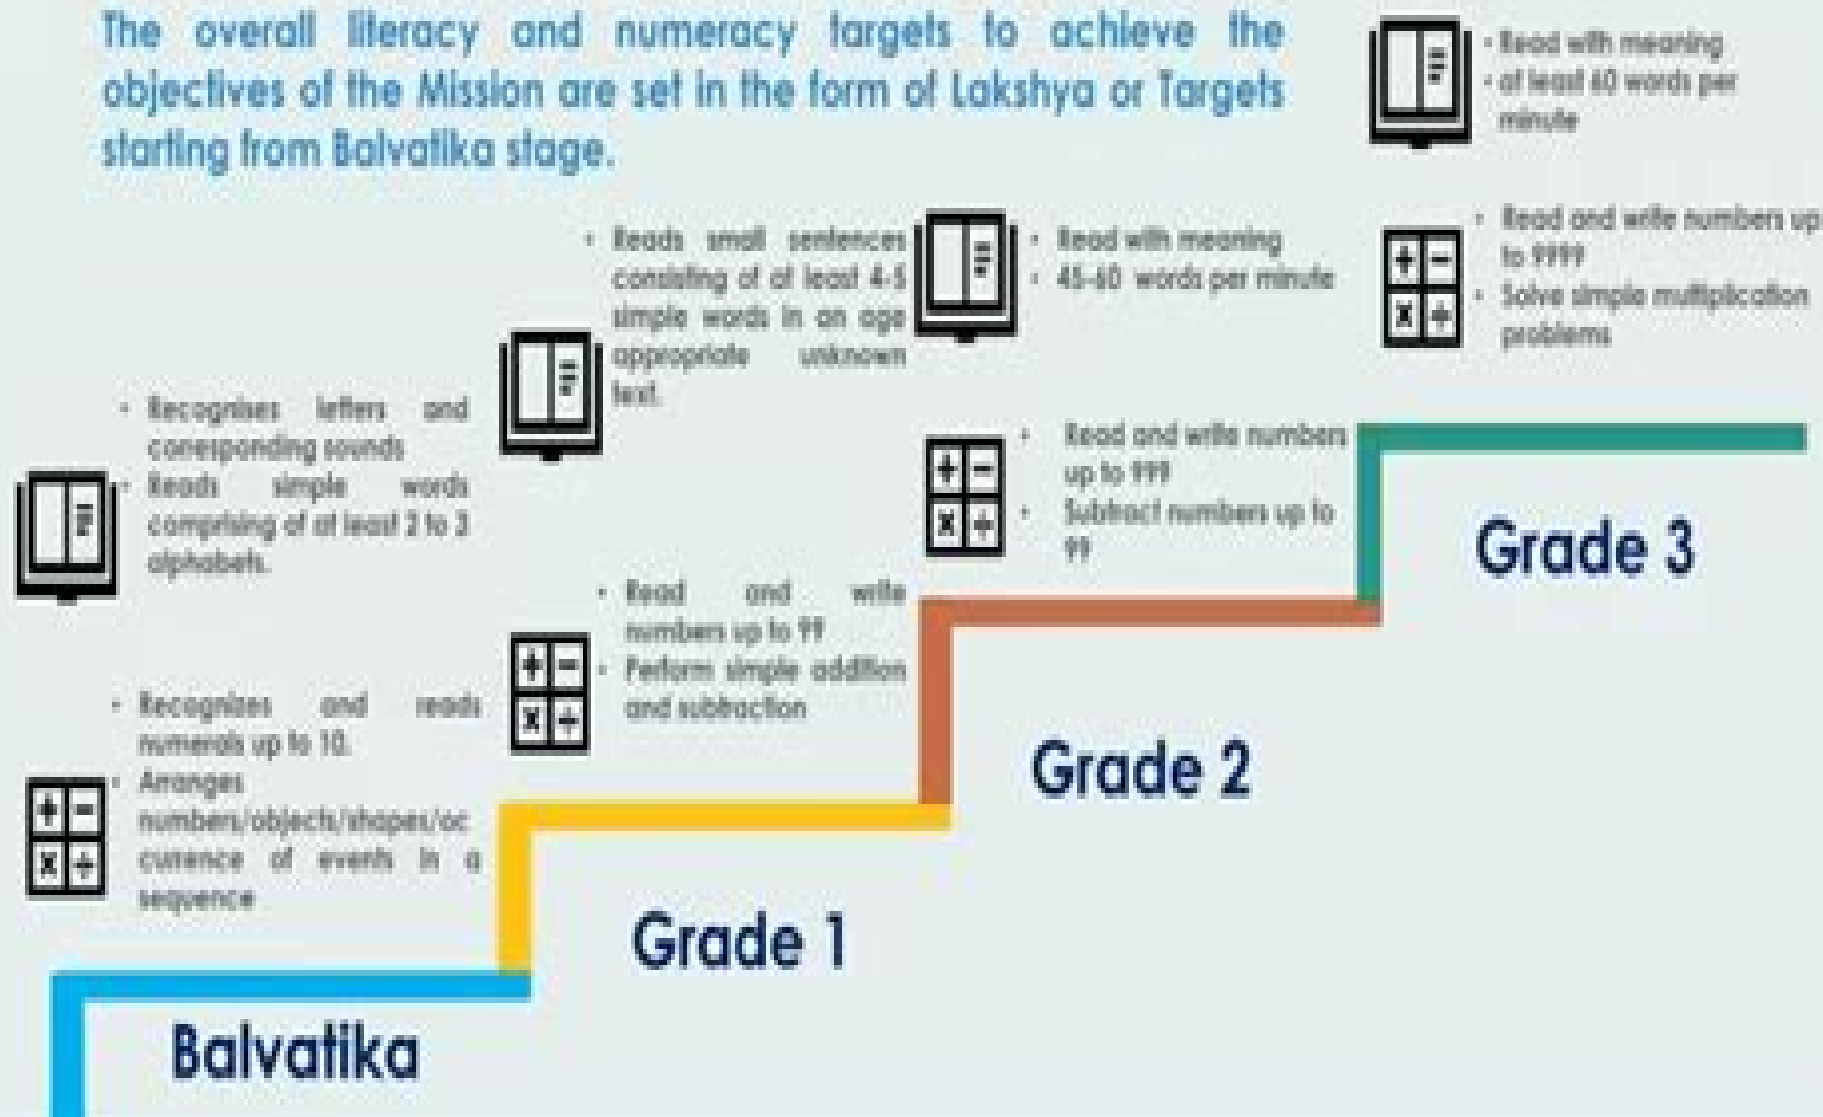 The overall literacy and numeracy targets to achieve the
objectives of the Mission are set in the form of Lakshya or Targets
starting from Balvatika stage.
• Read with meaning
• at least 60 words per
minute
• Read and write numbers up
to 9999
• Solve simple multiplication
problems
Grade 3
• Read with meaning
• 45-60 words per minute
• Read and write numbers
up to 999
• Subtract numbers up to
99
Grade 2
• Reads small sentences
consisting of at least 4-5
simple words in an age
appropriate unknown
text.
• Read and write
numbers up to 99
• Perform simple addition
and subtraction
Grade 1
• Recognises letters and
corresponding sounds
• Reads simple words
comprising of at least 2 to 3
alphabets.
• Recognizes and reads
numerals up to 10.
• Arranges
numbers/objects/shapes/oc
currence of events in a
sequence
Balvatika